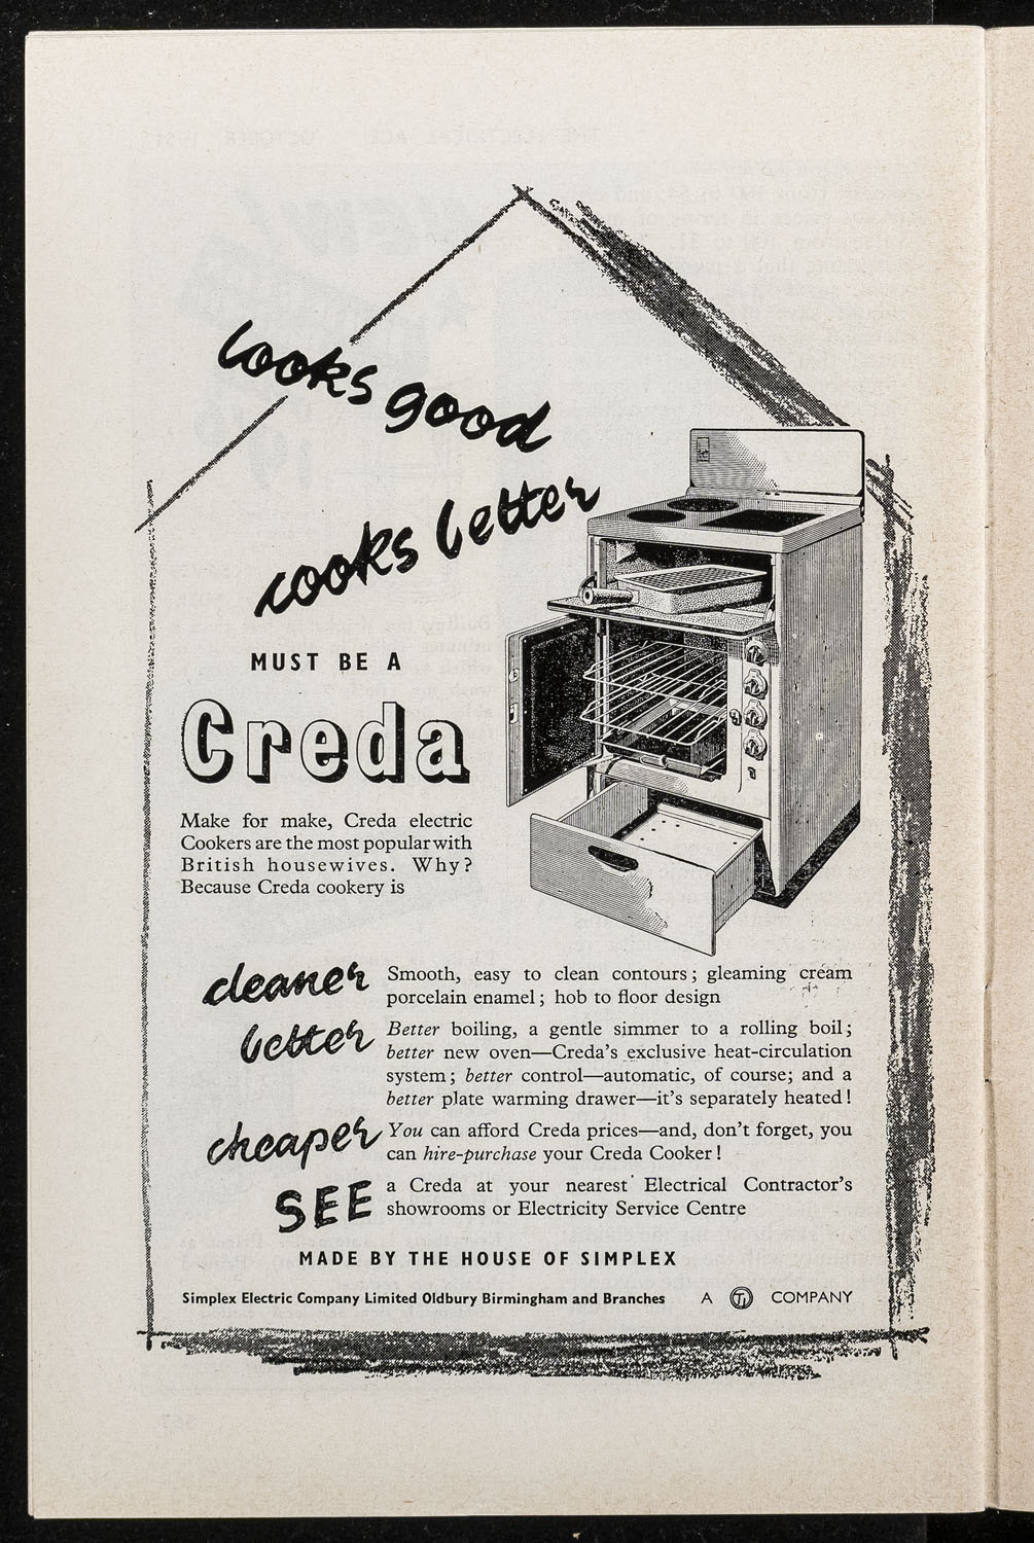 looks good
cooks better
MUST BE A
Creda
Make for make, Creda electric
Cookers are the most popular with
British housewives. Why?
Because Creda cookery is
cleaner
Smooth, easy to clean contours; gleaming cream
porcelain enamel; hob to floor design
better
Better boiling, a gentle simmer to a rolling boil;
better new oven—Creda's exclusive heat-circulation
system; better control—automatic, of course; and a
better plate warming drawer—it's separately heated!
cheaper
You can afford Creda prices—and, don't forget, you
can hire-purchase your Creda Cooker!
SEE
a Creda at your nearest Electrical Contractor's
showrooms or Electricity Service Centre
MADE BY THE HOUSE OF SIMPLEX
Simplex Electric Company Limited Oldbury Birmingham and Branches A TI COMPANY